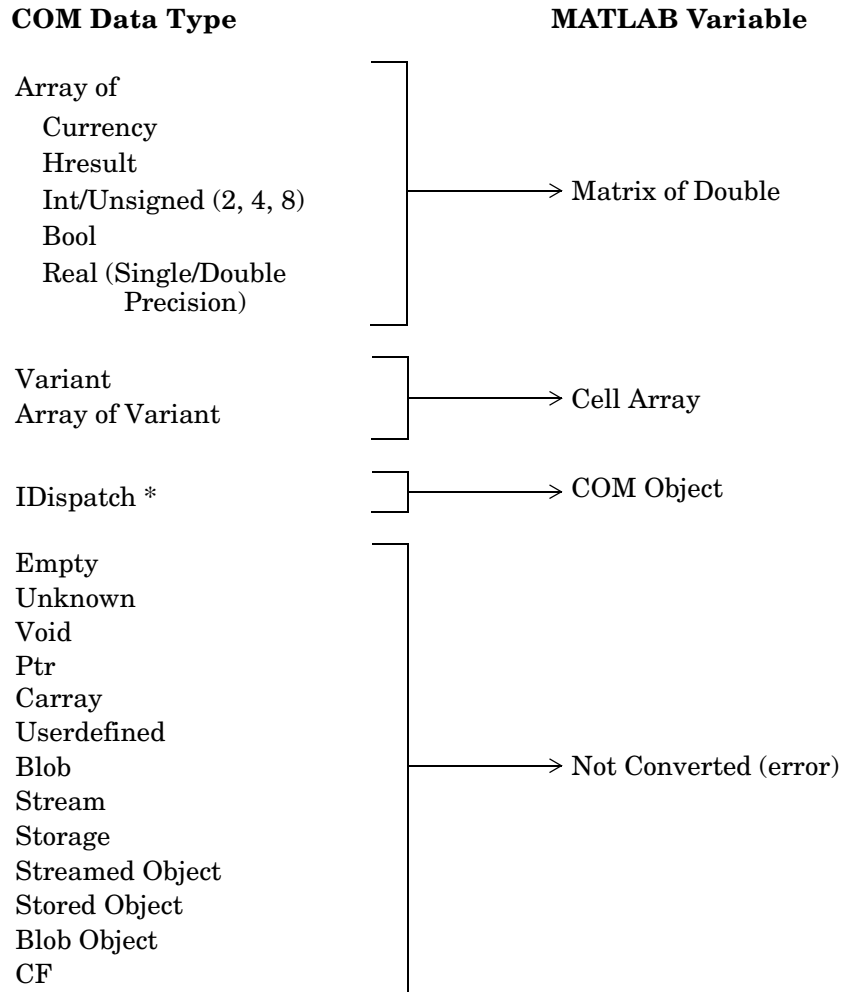 COM Data Type
MATLAB Variable
Array of
Currency
Hresult
Int/Unsigned (2, 4, 8)
Bool
Real (Single/Double
Precision)
Matrix of Double
Variant
Array of Variant
Cell Array
IDispatch *
COM Object
Empty
Unknown
Void
Ptr
Carray
Userdefined
Blob
Stream
Storage
Streamed Object
Stored Object
Blob Object
CF
Not Converted (error)